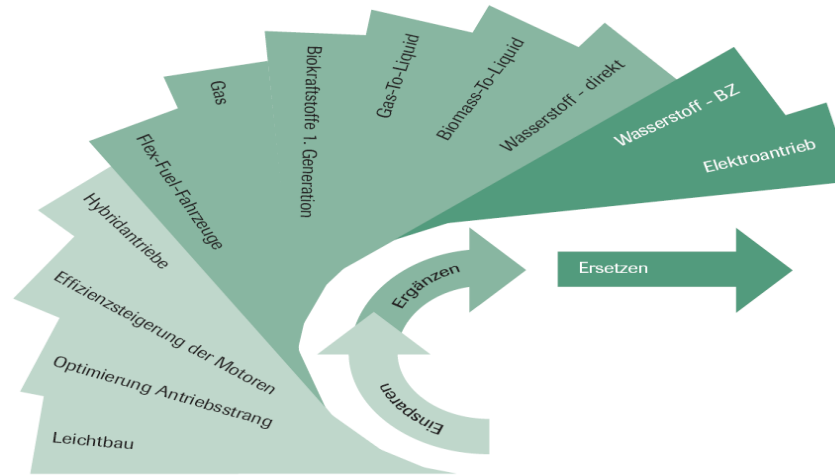 Leichtbau
Optimierung Antriebsstrang
Effizienzsteigerung der Motoren
Hybridantriebe
Flex-Fuel-Fahrzeuge
Gas
Biokraftstoffe 1. Generation
Gas-To-Liquid
Biomass-To-Liquid
Wasserstoff - direkt
Wasserstoff - BZ
Elektroantrieb
Einsparen
Ergänzen
Ersetzen